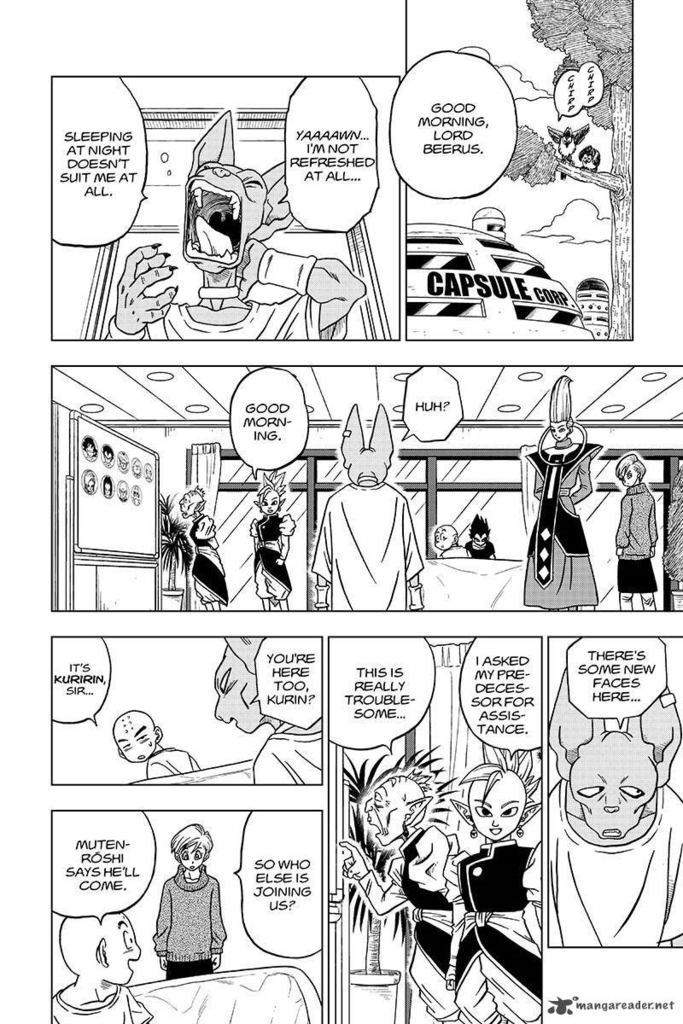 GOOD
MORNING,
LORD
BEERUS.
CHIRP
CHIRP
CAPSULE CORP.
YAAAAWN...
I'M NOT
REFRESHED
AT ALL...
SLEEPING
AT NIGHT
DOESN'T
SUIT ME AT
ALL.
HUH?
GOOD
MORN-
ING.
THERE'S
SOME NEW
FACES
HERE...
I ASKED
MY PRE-
DECES-
SOR FOR
ASSIS-
TANCE.
THIS IS
REALLY
TROUBLE-
SOME...
YOU'RE
HERE
TOO,
KURIN?
IT'S
KURIRIN,
SIR...
SO WHO
ELSE IS
JOINING
US?
MUTEN-
RŌSHI
SAYS HE'LL
COME.
mangareader.net